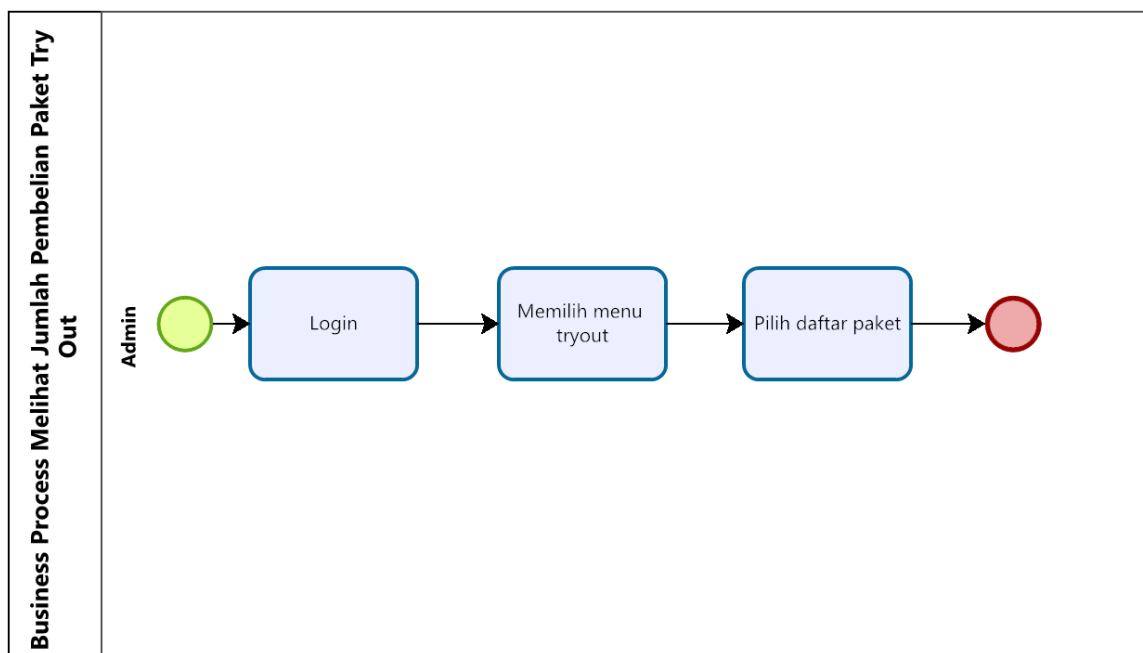 Business Process Melihat Jumlah Pembelian Paket Try
Out
Admin
Login
Memilih menu
tryout
Pilih daftar paket